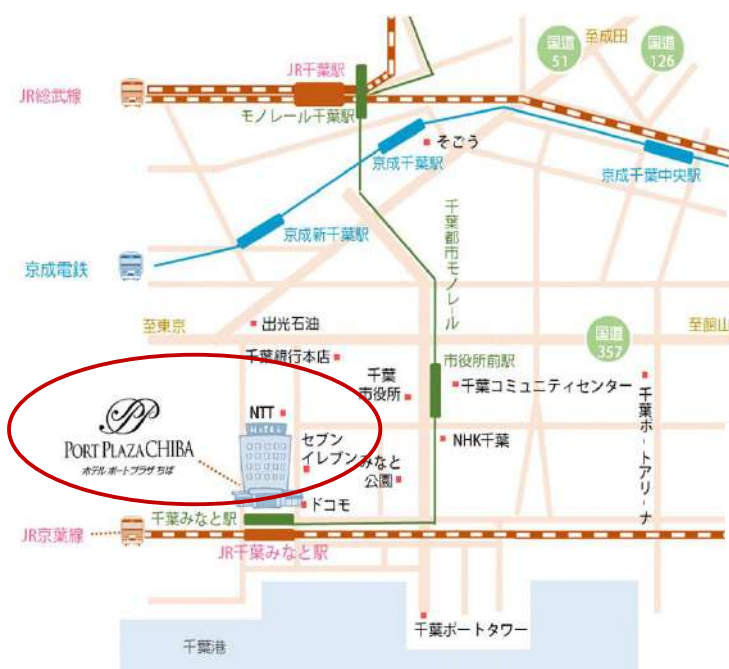 国道
51
至成田
国道
126
JR千葉駅
JR総武線
モノレール千葉駅
そごう
京成千葉駅
京成千葉中央駅
千葉都市モノレール
京成新千葉駅
京成電鉄
至東京
出光石油
国道
357
至館山
千葉銀行本店
市役所前駅
千葉
市役所
千葉コミュニティセンター
千葉ポートアリーナ
PP
PORT PLAZA CHIBA
ホテル ポートプラザ ちば
NTT
HOTEL
セブン
イレブン
NHK千葉
みなと
公園
ドコモ
千葉みなと駅
JR京葉線
JR千葉みなと駅
千葉ポートタワー
千葉港